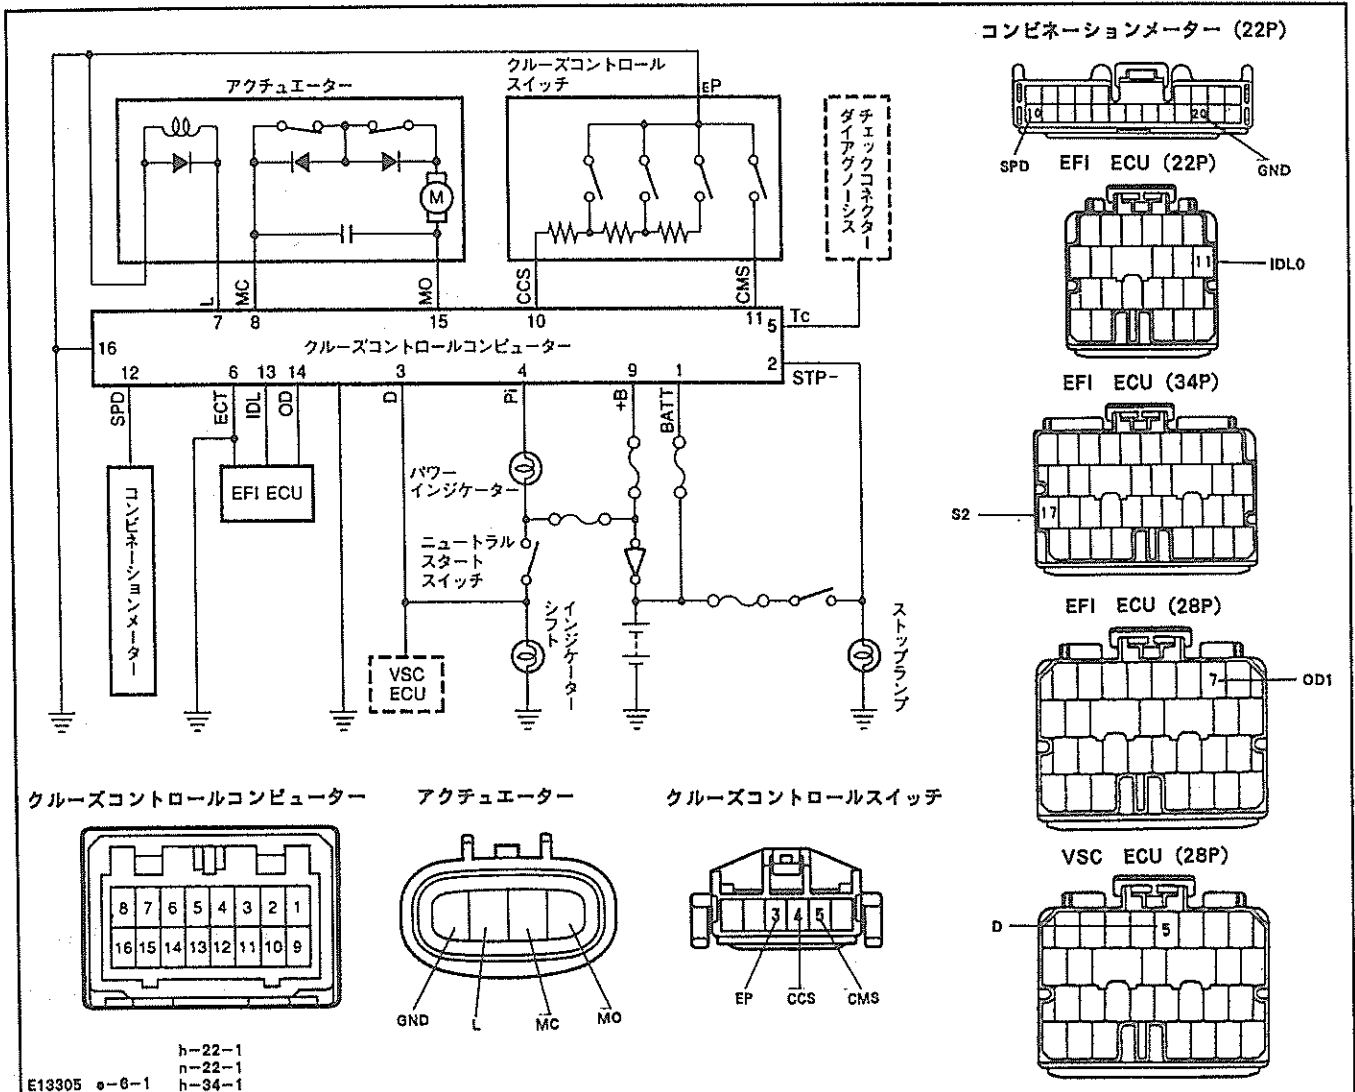 コンビネーションメーター (22P)
クルーズコントロール
スイッチ
アクチュエーター
EP
チェックコネクター
ダイアグノーシス
M
10
20
SPD
GND
EFI ECU (22P)
11
IDL0
L
MC
MO
CCS
CMS
7
8
15
10
11
5
Tc
16
クルーズコントロールコンピューター
2
STP-
12
6
13
14
3
4
9
1
SPD
ECT
IDL
OD
D
Pi
+B
BATT
EFI ECU (34P)
S2
17
パワー
インジケーター
EFI ECU
コンビネーションメーター
ニュートラル
スタート
スイッチ
シフト
インジケーター
VSC
ECU
ストップランプ
EFI ECU (28P)
7
OD1
クルーズコントロールコンピューター
アクチュエーター
クルーズコントロールスイッチ
VSC ECU (28P)
8 7 6 5 4 3 2 1
16 15 14 13 12 11 10 9
3 4 5
D
5
EP
CCS
CMS
GND
L
MC
MO
h-22-1
n-22-1
E13305 e-6-1 h-34-1